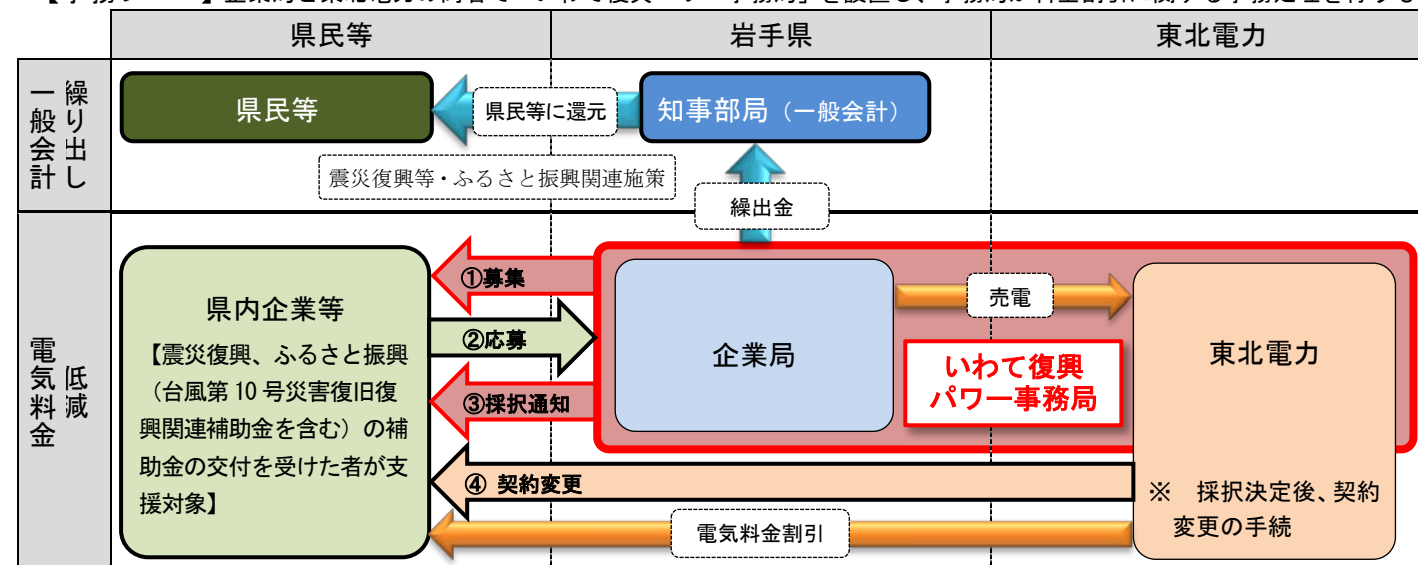 県民等
岩手県
東北電力
一般会計
繰り出し
県民等
県民等に還元
知事部局（一般会計）
震災復興等・ふるさと振興関連施策
繰出金
電気料金
低減
県内企業等
【震災復興、ふるさと振興
（台風第10号災害復旧復
興関連補助金を含む）の補
助金の交付を受けた者が支
援対象】
①募集
②応募
③採択通知
④ 契約変更
電気料金割引
企業局
売電
いわて復興
パワー事務局
東北電力
※　採択決定後、契約
変更の手続